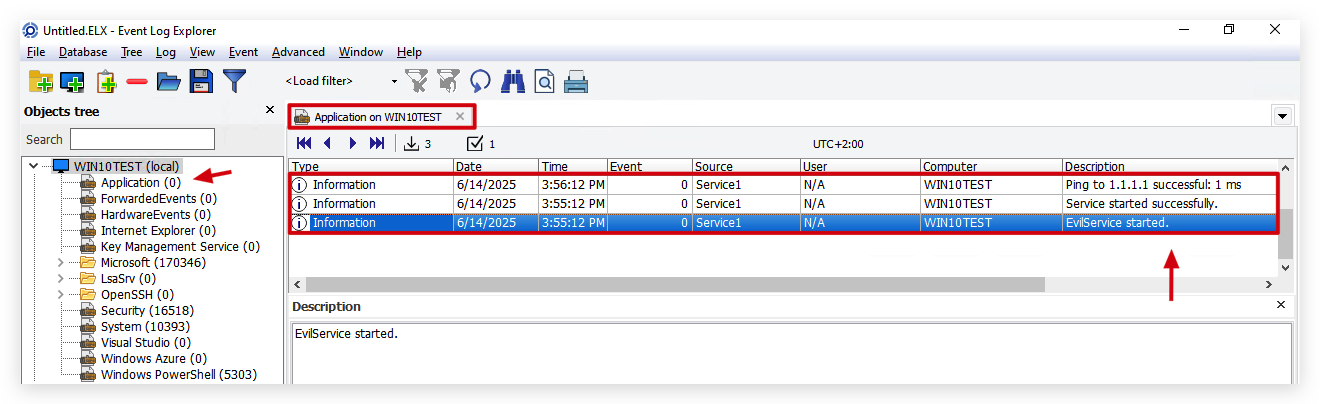 Untitled.ELX - Event Log Explorer
File Database Tree Log View Event Advanced Window Help
<Load filter>
Objects tree
Search
WIN10TEST (local)
Application (0)
ForwardedEvents (0)
HardwareEvents (0)
Internet Explorer (0)
Key Management Service (0)
Microsoft (170346)
LsaSrv (0)
OpenSSH (0)
Security (16518)
System (10393)
Visual Studio (0)
Windows Azure (0)
Windows PowerShell (5303)
Application on WIN10TEST
3 1 UTC+2:00
Type Date Time Event Source User Computer Description
Information 6/14/2025 3:56:12 PM 0 Service1 N/A WIN10TEST Ping to 1.1.1.1 successful: 1 ms
Information 6/14/2025 3:55:12 PM 0 Service1 N/A WIN10TEST Service started successfully.
Information 6/14/2025 3:55:12 PM 0 Service1 N/A WIN10TEST EvilService started.
Description
EvilService started.